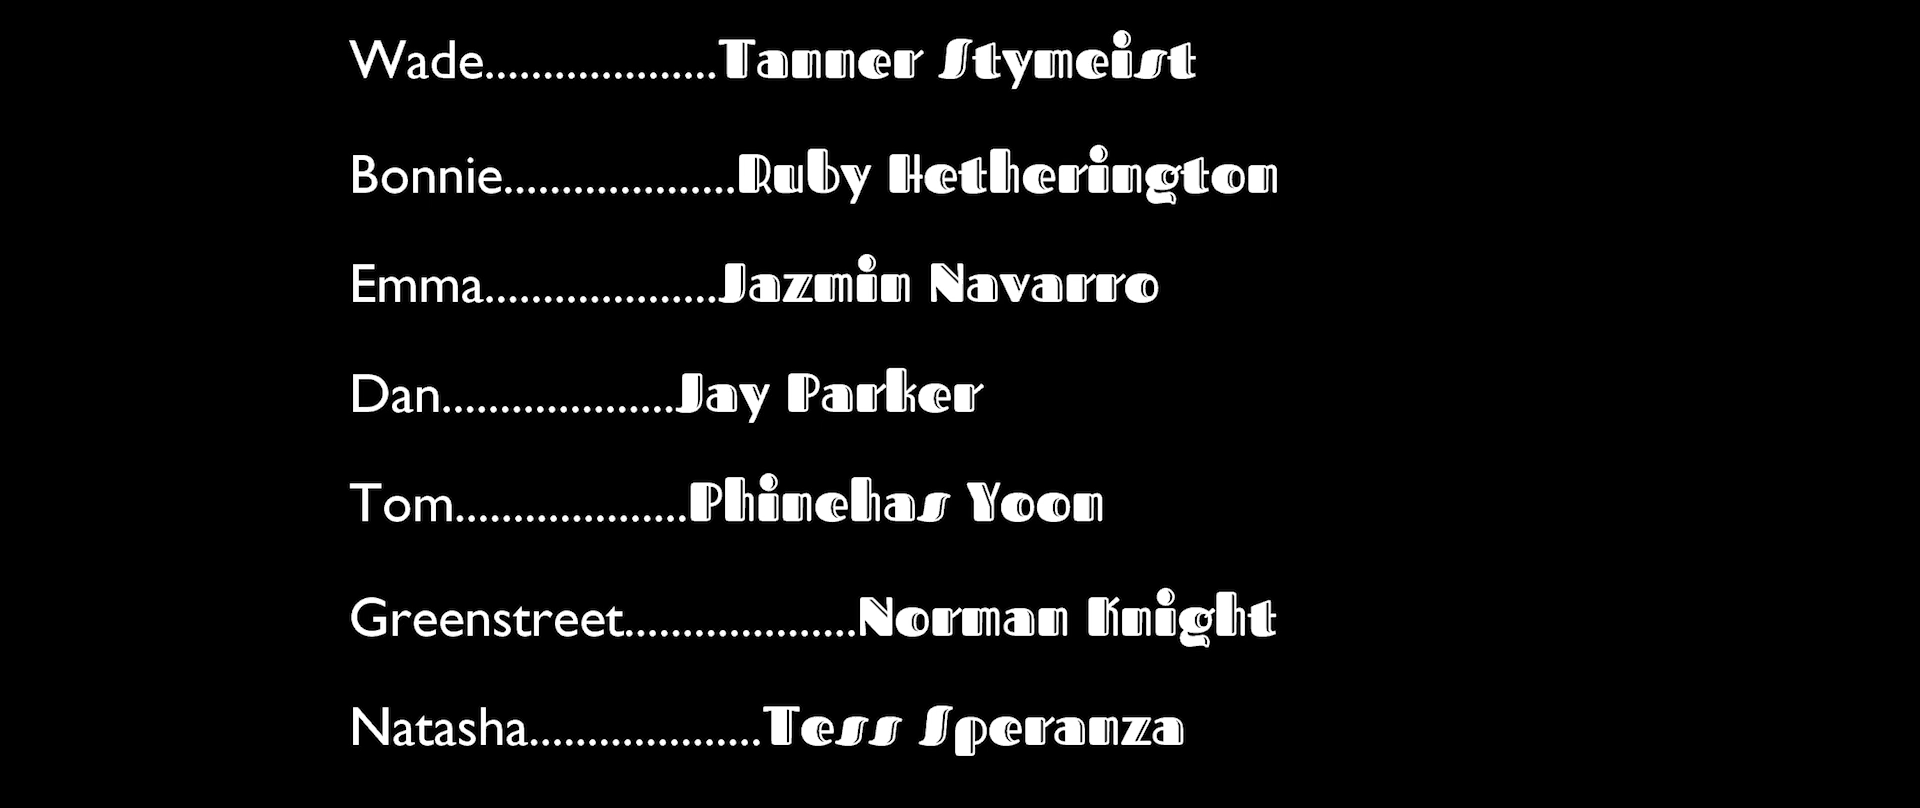 Wade....................Tanner Stymeist
Bonnie....................Ruby Hetherington
Emma....................Jazmin Navarro
Dan....................Jay Parker
Tom....................Phinehas Yoon
Greenstreet....................Norman Knight
Natasha....................Tess Speranza